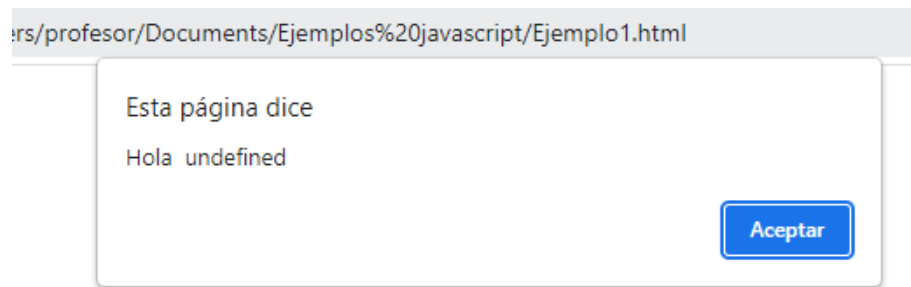 ers/profesor/Documents/Ejemplos%20javascript/Ejemplo1.html
Esta página dice
Hola  undefined
Aceptar